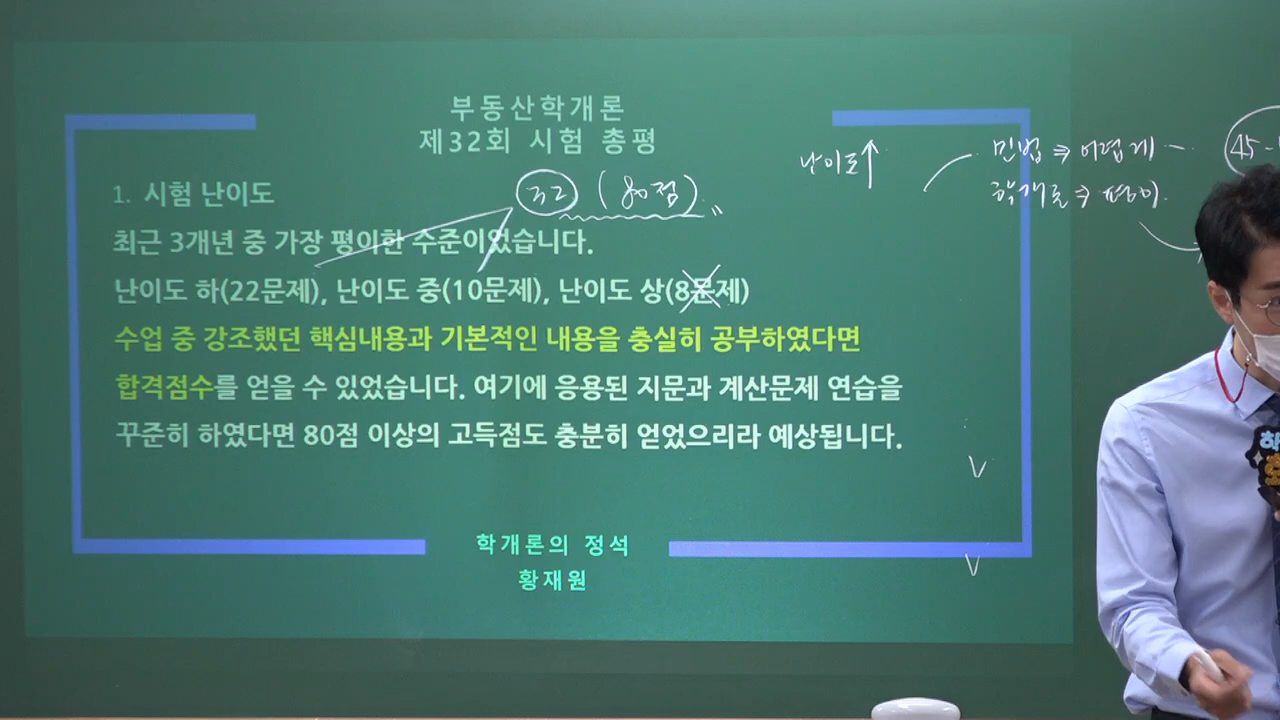 부동산학개론
제32회 시험 총평
난이도↑
민법 ⇒ 어렵게
45-
학개론 ⇒ 평이.
1. 시험 난이도
32 (80점)
최근 3개년 중 가장 평이한 수준이었습니다.
난이도 하(22문제), 난이도 중(10문제), 난이도 상(8문제)
수업 중 강조했던 핵심내용과 기본적인 내용을 충실히 공부하였다면
합격점수를 얻을 수 있었습니다. 여기에 응용된 지문과 계산문제 연습을
꾸준히 하였다면 80점 이상의 고득점도 충분히 얻었으리라 예상됩니다.
V
V
학개론의 정석
황재원